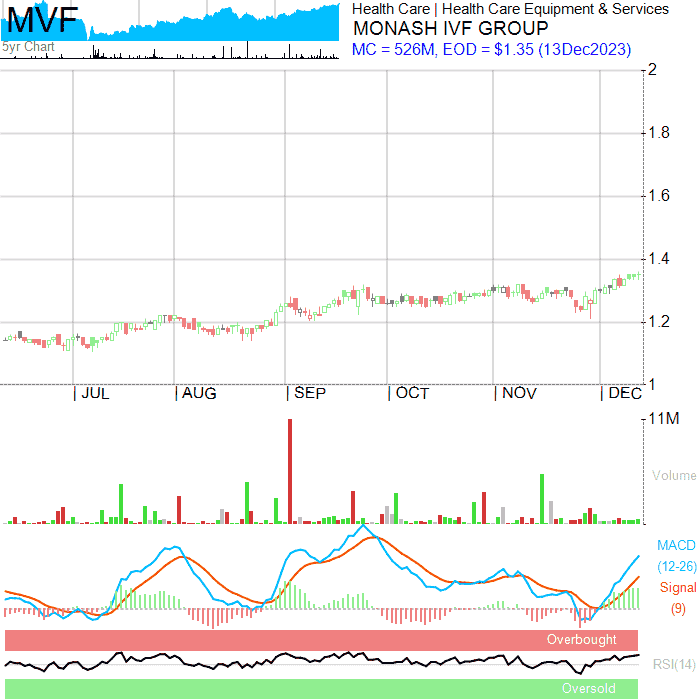 MVF
5yr Chart
Health Care | Health Care Equipment & Services
MONASH IVF GROUP
MC = 526M, EOD = $1.35 (13Dec2023)
2
1.8
1.6
1.4
1.2
1
JUL
AUG
SEP
OCT
NOV
DEC
11M
Volume
MACD
(12-26)
Signal
(9)
Overbought
RSI(14)
Oversold